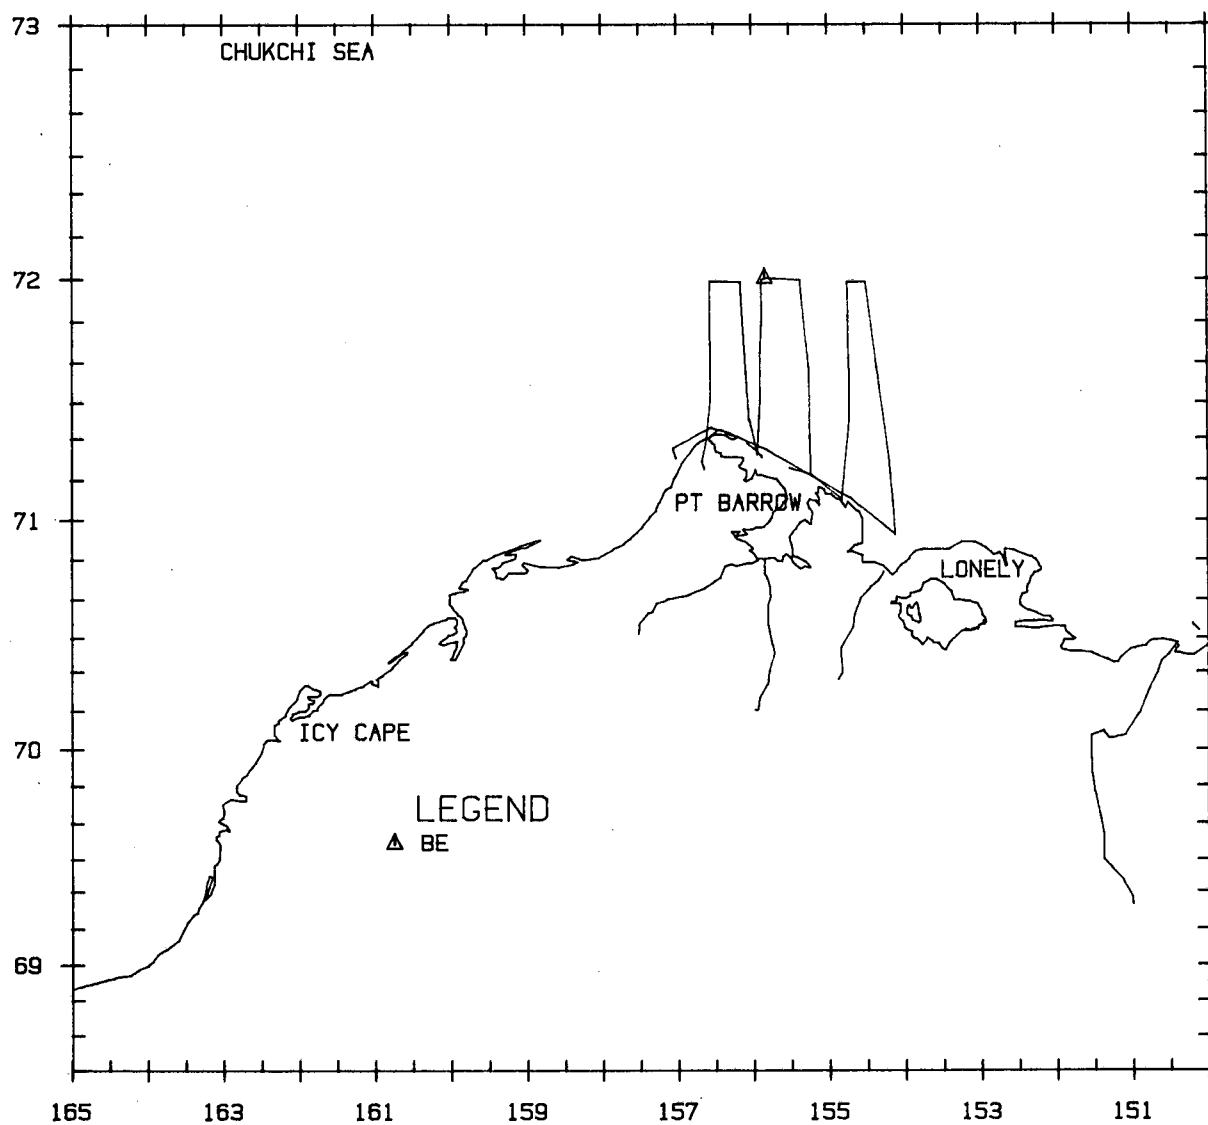 73
CHUKCHI SEA
72
PT BARROW
71
LONELY
ICY CAPE
70
LEGEND
BE
69
165 163 161 159 157 155 153 151